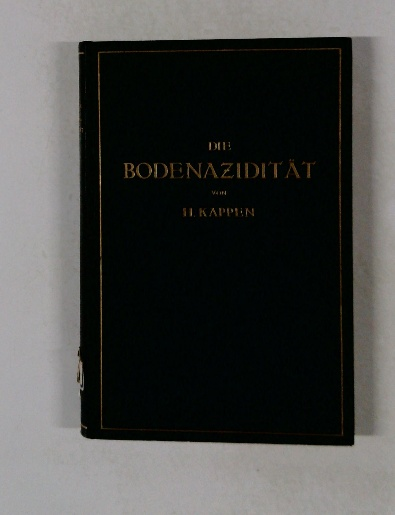 DIE
BODENAZIDITÄT
VON
H. KAPPEN